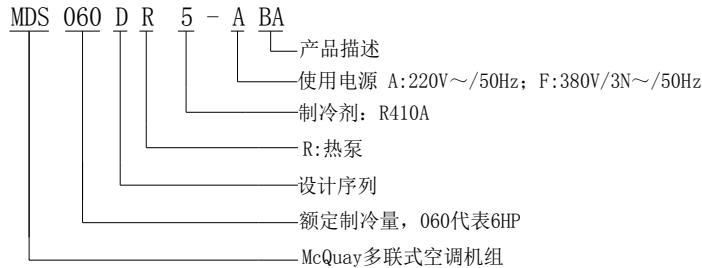 MDS 060 D R 5 - A BA
产品描述
使用电源 A:220V～/50Hz；F:380V/3N～/50Hz
制冷剂：R410A
R:热泵
设计序列
额定制冷量，060代表6HP
McQuay多联式空调机组